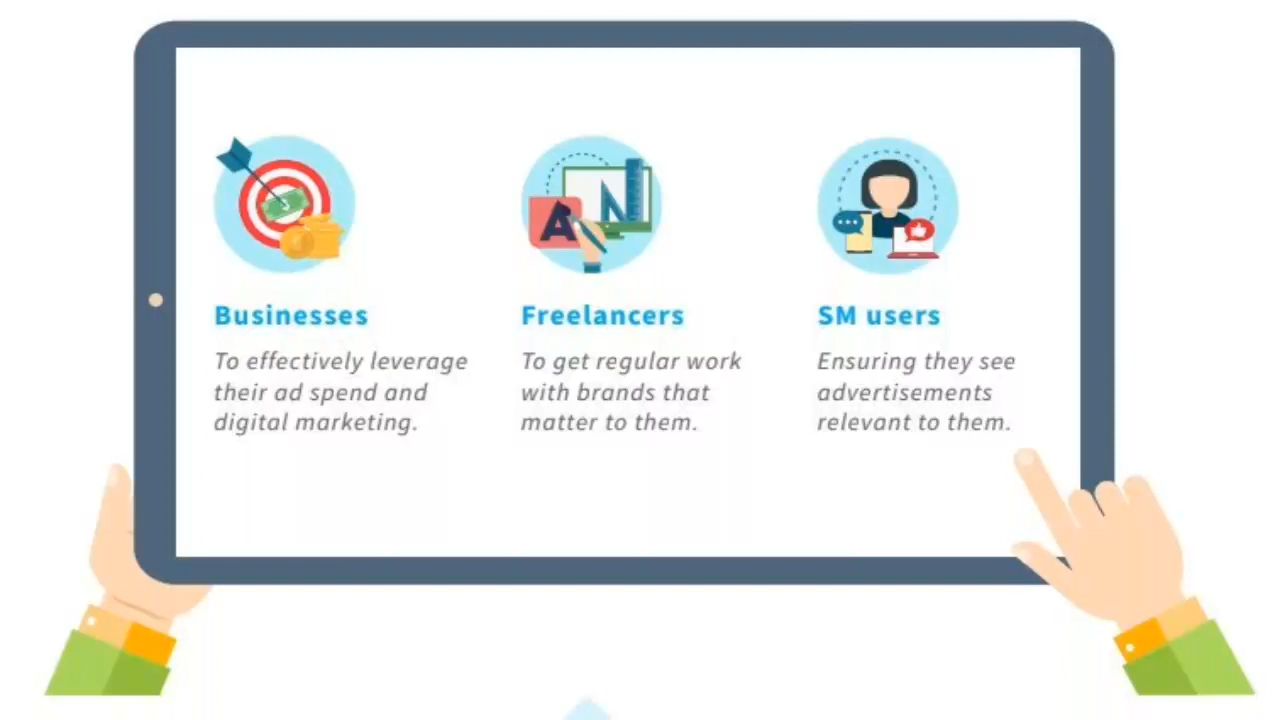 Businesses
To effectively leverage
their ad spend and
digital marketing.
A
N
Freelancers
To get regular work
with brands that
matter to them.
SM users
Ensuring they see
advertisements
relevant to them.